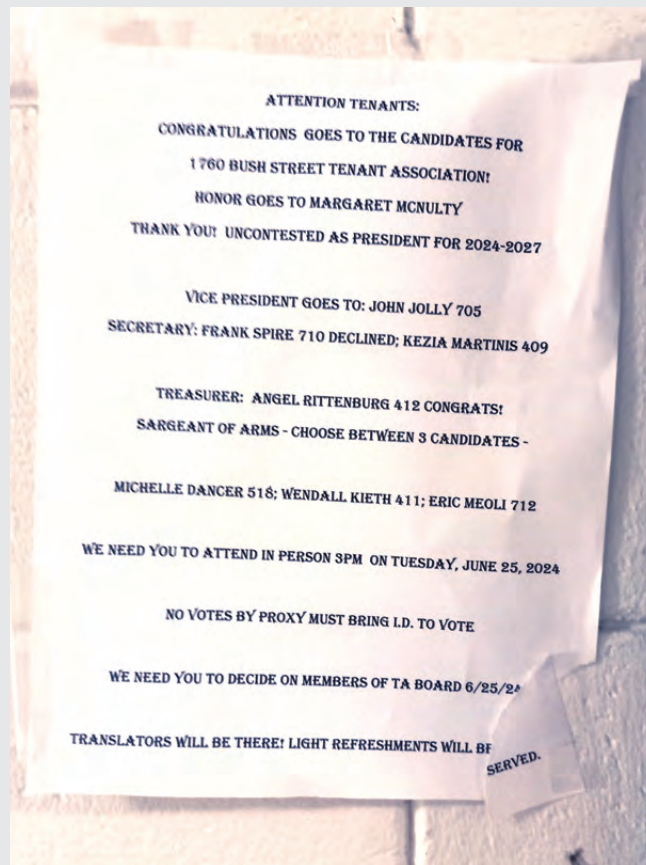 ATTENTION TENANTS:
CONGRATULATIONS GOES TO THE CANDIDATES FOR
1760 BUSH STREET TENANT ASSOCIATION!
HONOR GOES TO MARGARET MCNULTY
THANK YOU! UNCONTESTED AS PRESIDENT FOR 2024-2027
VICE PRESIDENT GOES TO: JOHN JOLLY 705
SECRETARY: FRANK SPIRE 710 DECLINED; KEZIA MARTINIS 409
TREASURER: ANGEL RITTENBURG 412 CONGRATS!
SARGEANT OF ARMS - CHOOSE BETWEEN 3 CANDIDATES -
MICHELLE DANCER 518; WENDALL KIETH 411; ERIC MEOLI 712
WE NEED YOU TO ATTEND IN PERSON 3PM ON TUESDAY, JUNE 25, 2024
NO VOTES BY PROXY MUST BRING I.D. TO VOTE
WE NEED YOU TO DECIDE ON MEMBERS OF TA BOARD 6/25/24
TRANSLATORS WILL BE THERE! LIGHT REFRESHMENTS WILL BE SERVED.